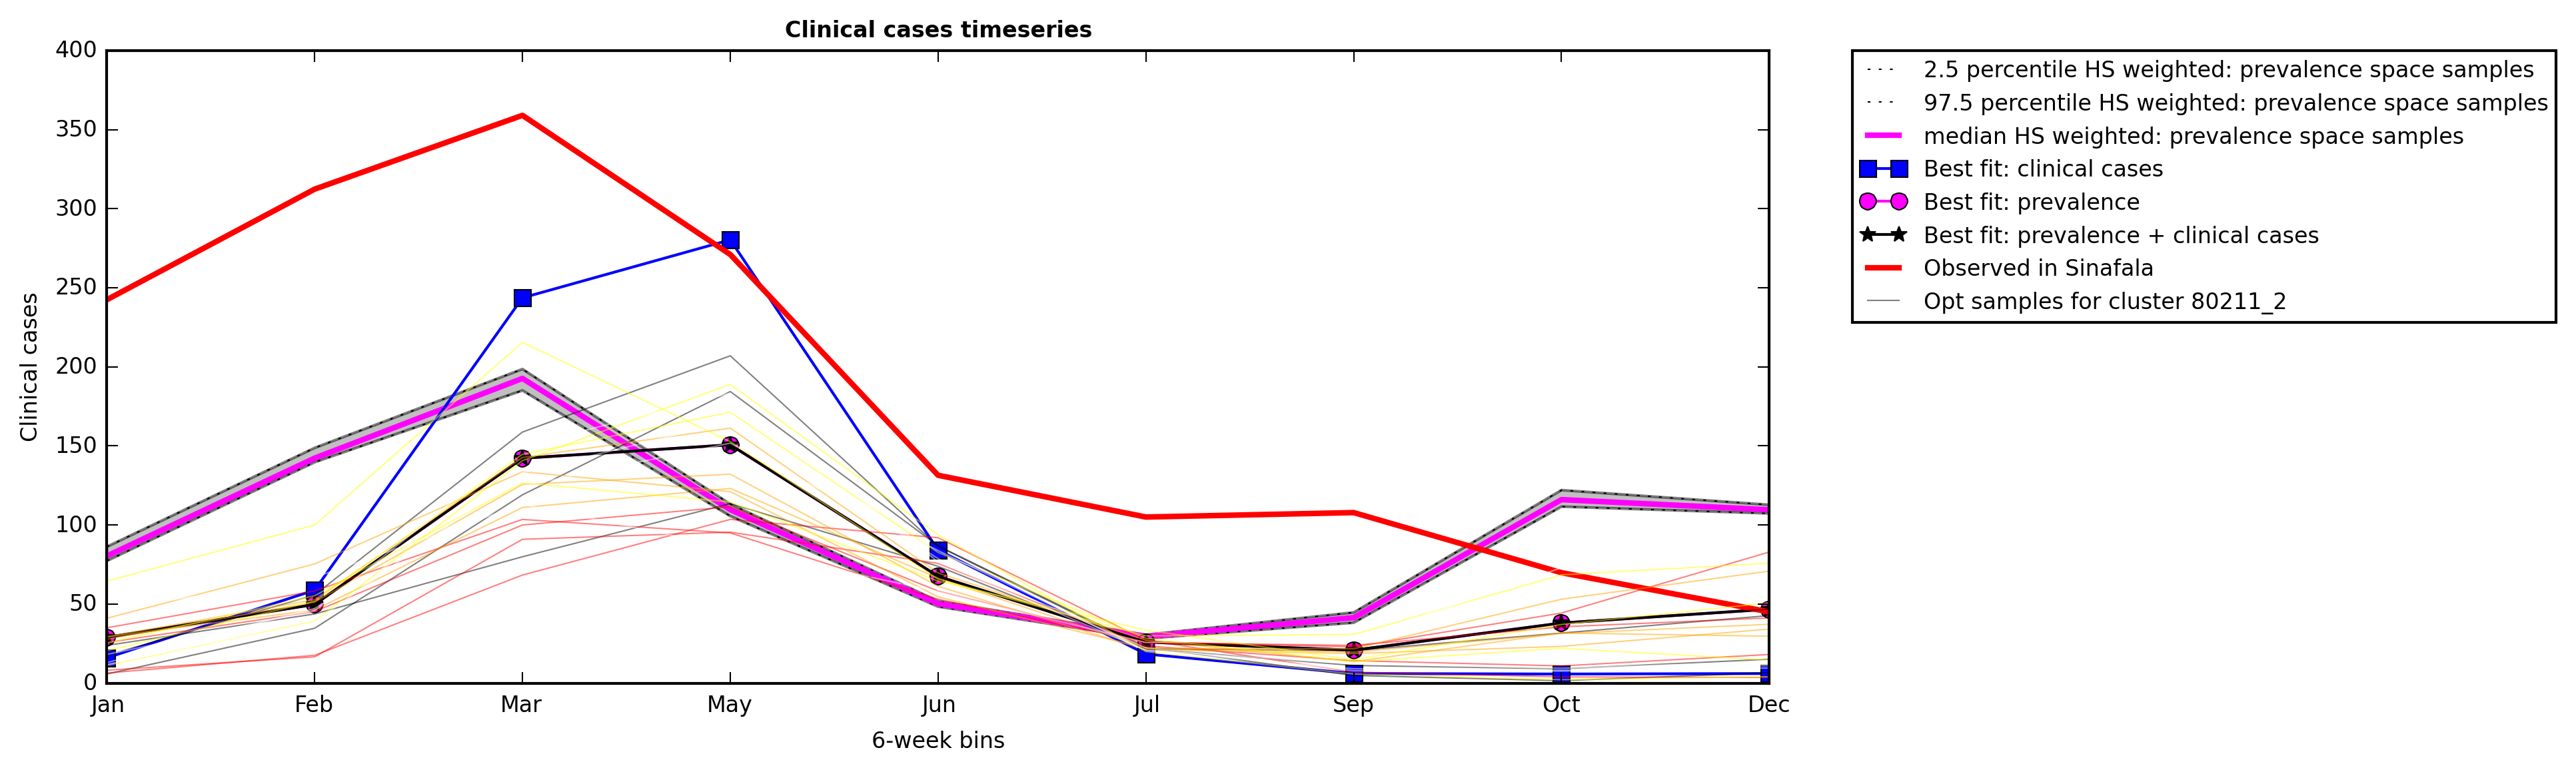 Clinical cases timeseries
400
350
300
250
200
150
100
50
0
Clinical cases
Jan Feb Mar May Jun Jul Sep Oct Dec
6-week bins
2.5 percentile HS weighted: prevalence space samples
97.5 percentile HS weighted: prevalence space samples
median HS weighted: prevalence space samples
Best fit: clinical cases
Best fit: prevalence
Best fit: prevalence + clinical cases
Observed in Sinafala
Opt samples for cluster 80211_2